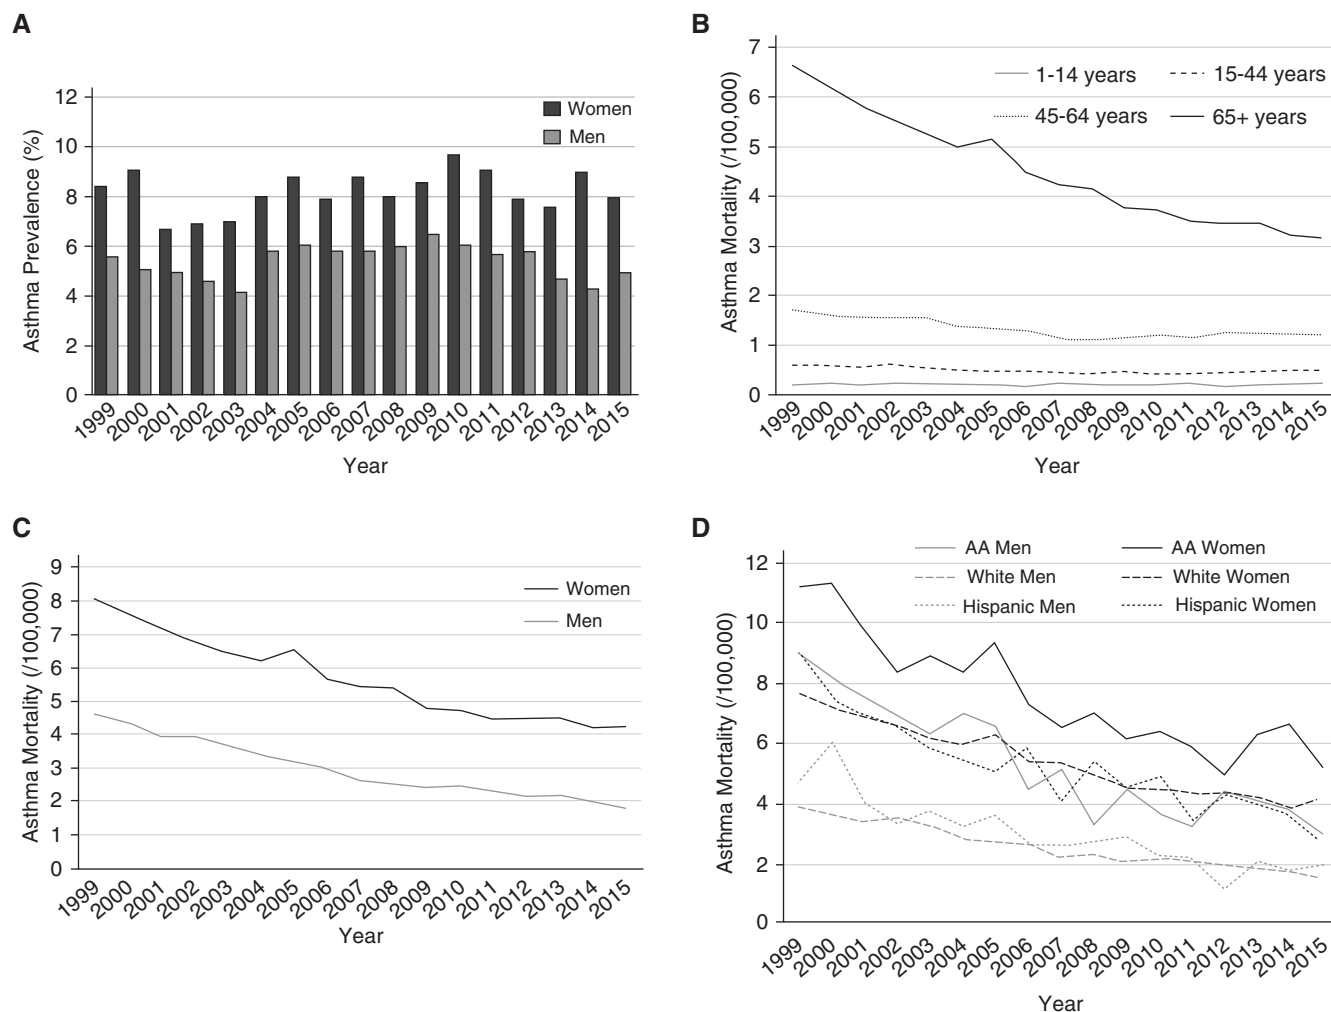 A
Asthma Prevalence (%)
12
10
8
6
4
2
0
Women
Men
1999 2000 2001 2002 2003 2004 2005 2006 2007 2008 2009 2010 2011 2012 2013 2014 2015
Year
B
Asthma Mortality (/100,000)
7
6
5
4
3
2
1
0
1-14 years 15-44 years
45-64 years 65+ years
1999 2000 2001 2002 2003 2004 2005 2006 2007 2008 2009 2010 2011 2012 2013 2014 2015
Year
C
Asthma Mortality (/100,000)
9
8
7
6
5
4
3
2
1
0
Women
Men
1999 2000 2001 2002 2003 2004 2005 2006 2007 2008 2009 2010 2011 2012 2013 2014 2015
Year
D
Asthma Mortality (/100,000)
12
10
8
6
4
2
0
AA Men AA Women
White Men White Women
Hispanic Men Hispanic Women
1999 2000 2001 2002 2003 2004 2005 2006 2007 2008 2009 2010 2011 2012 2013 2014 2015
Year